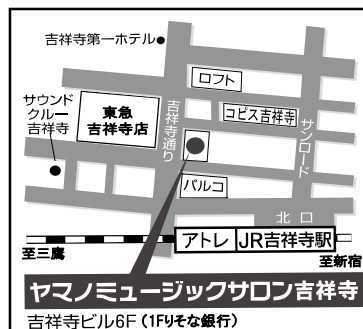 吉祥寺第一ホテル
ロフト
サウンド
クルー
吉祥寺
東急
吉祥寺店
吉祥寺通り
コピス吉祥寺
サンロード
パルコ
北口
アトレ
JR吉祥寺駅
至三鷹
至新宿
ヤマノミュージックサロン吉祥寺
吉祥寺ビル6F(1Fりそな銀行)